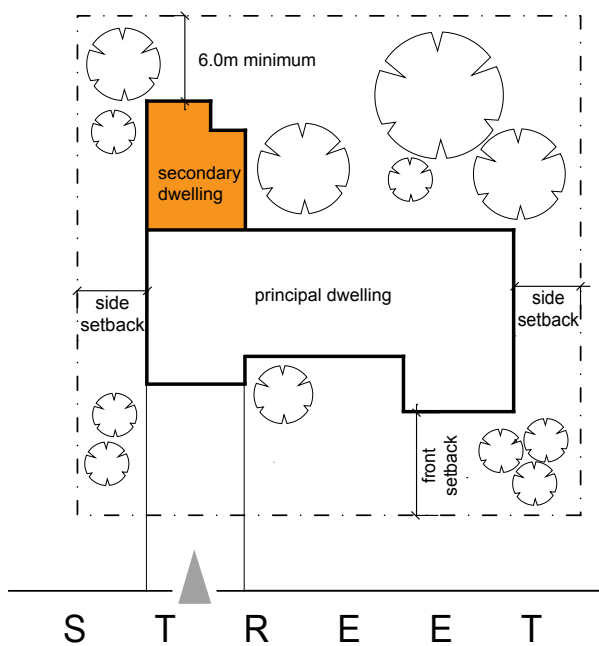 6.0m minimum
secondary
dwelling
principal dwelling
side
setback
side
setback
front
setback
S T R E E T